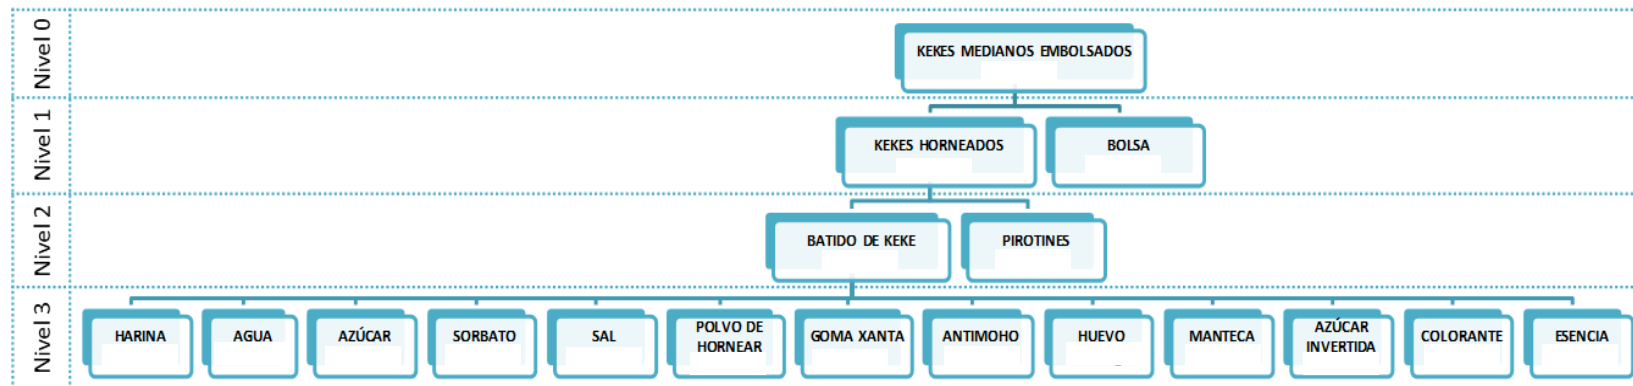 Nivel 0
KEKES MEDIANOS EMBOLSADOS
Nivel 1
KEKES HORNEADOS
BOLSA
Nivel 2
BATIDO DE KEKE
PIROTINES
Nivel 3
HARINA
AGUA
AZÚCAR
SORBATO
SAL
POLVO DE
HORNEAR
GOMA XANTA
ANTIMOHO
HUEVO
MANTECA
AZÚCAR
INVERTIDA
COLORANTE
ESENCIA